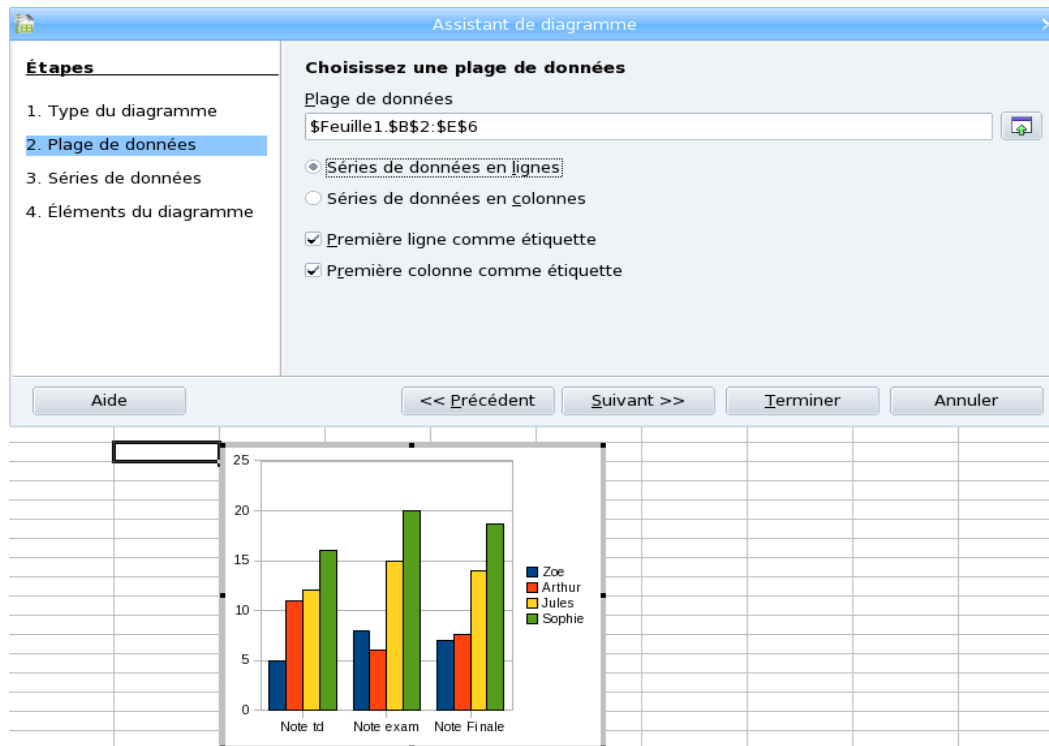 Assistant de diagramme
Étapes
1. Type du diagramme
2. Plage de données
3. Séries de données
4. Éléments du diagramme
Choisissez une plage de données
Plage de données
$Feuille1.$B$2:$E$6
Séries de données en lignes
Séries de données en colonnes
Première ligne comme étiquette
Première colonne comme étiquette
Aide
<< Précédent
Suivant >>
Terminer
Annuler
25
20
15
10
5
0
Note td
Note exam
Note Finale
Zoe
Arthur
Jules
Sophie